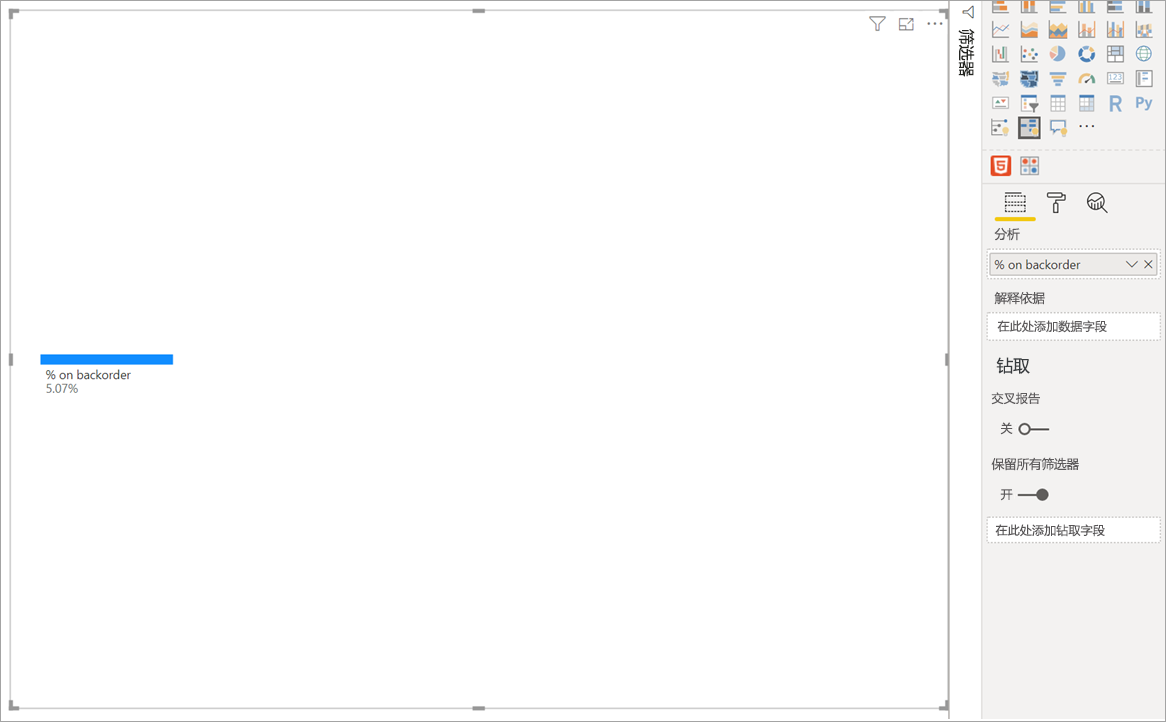 % on backorder
5.07%
筛选器
123
R
Py
5
分析
% on backorder
解释依据
在此处添加数据字段
钻取
交叉报告
关
保留所有筛选器
开
在此处添加钻取字段